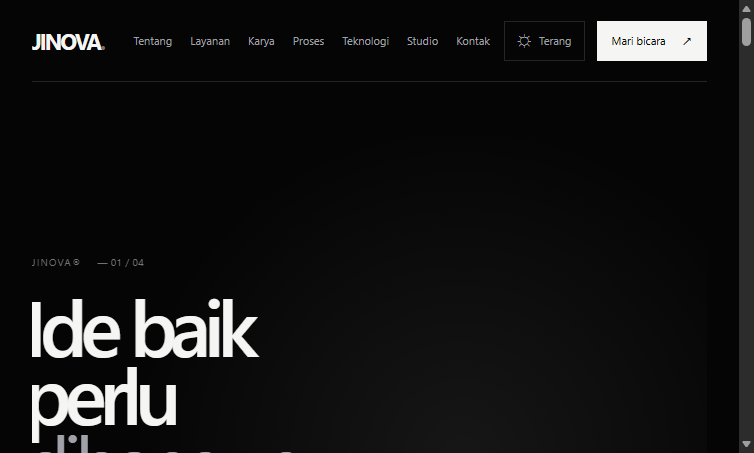 JINOVA®
Tentang
Layanan
Karya
Proses
Teknologi
Studio
Kontak
Terang
Mari bicara ↗
JINOVA® — 01 / 04
Ide baik
perlu